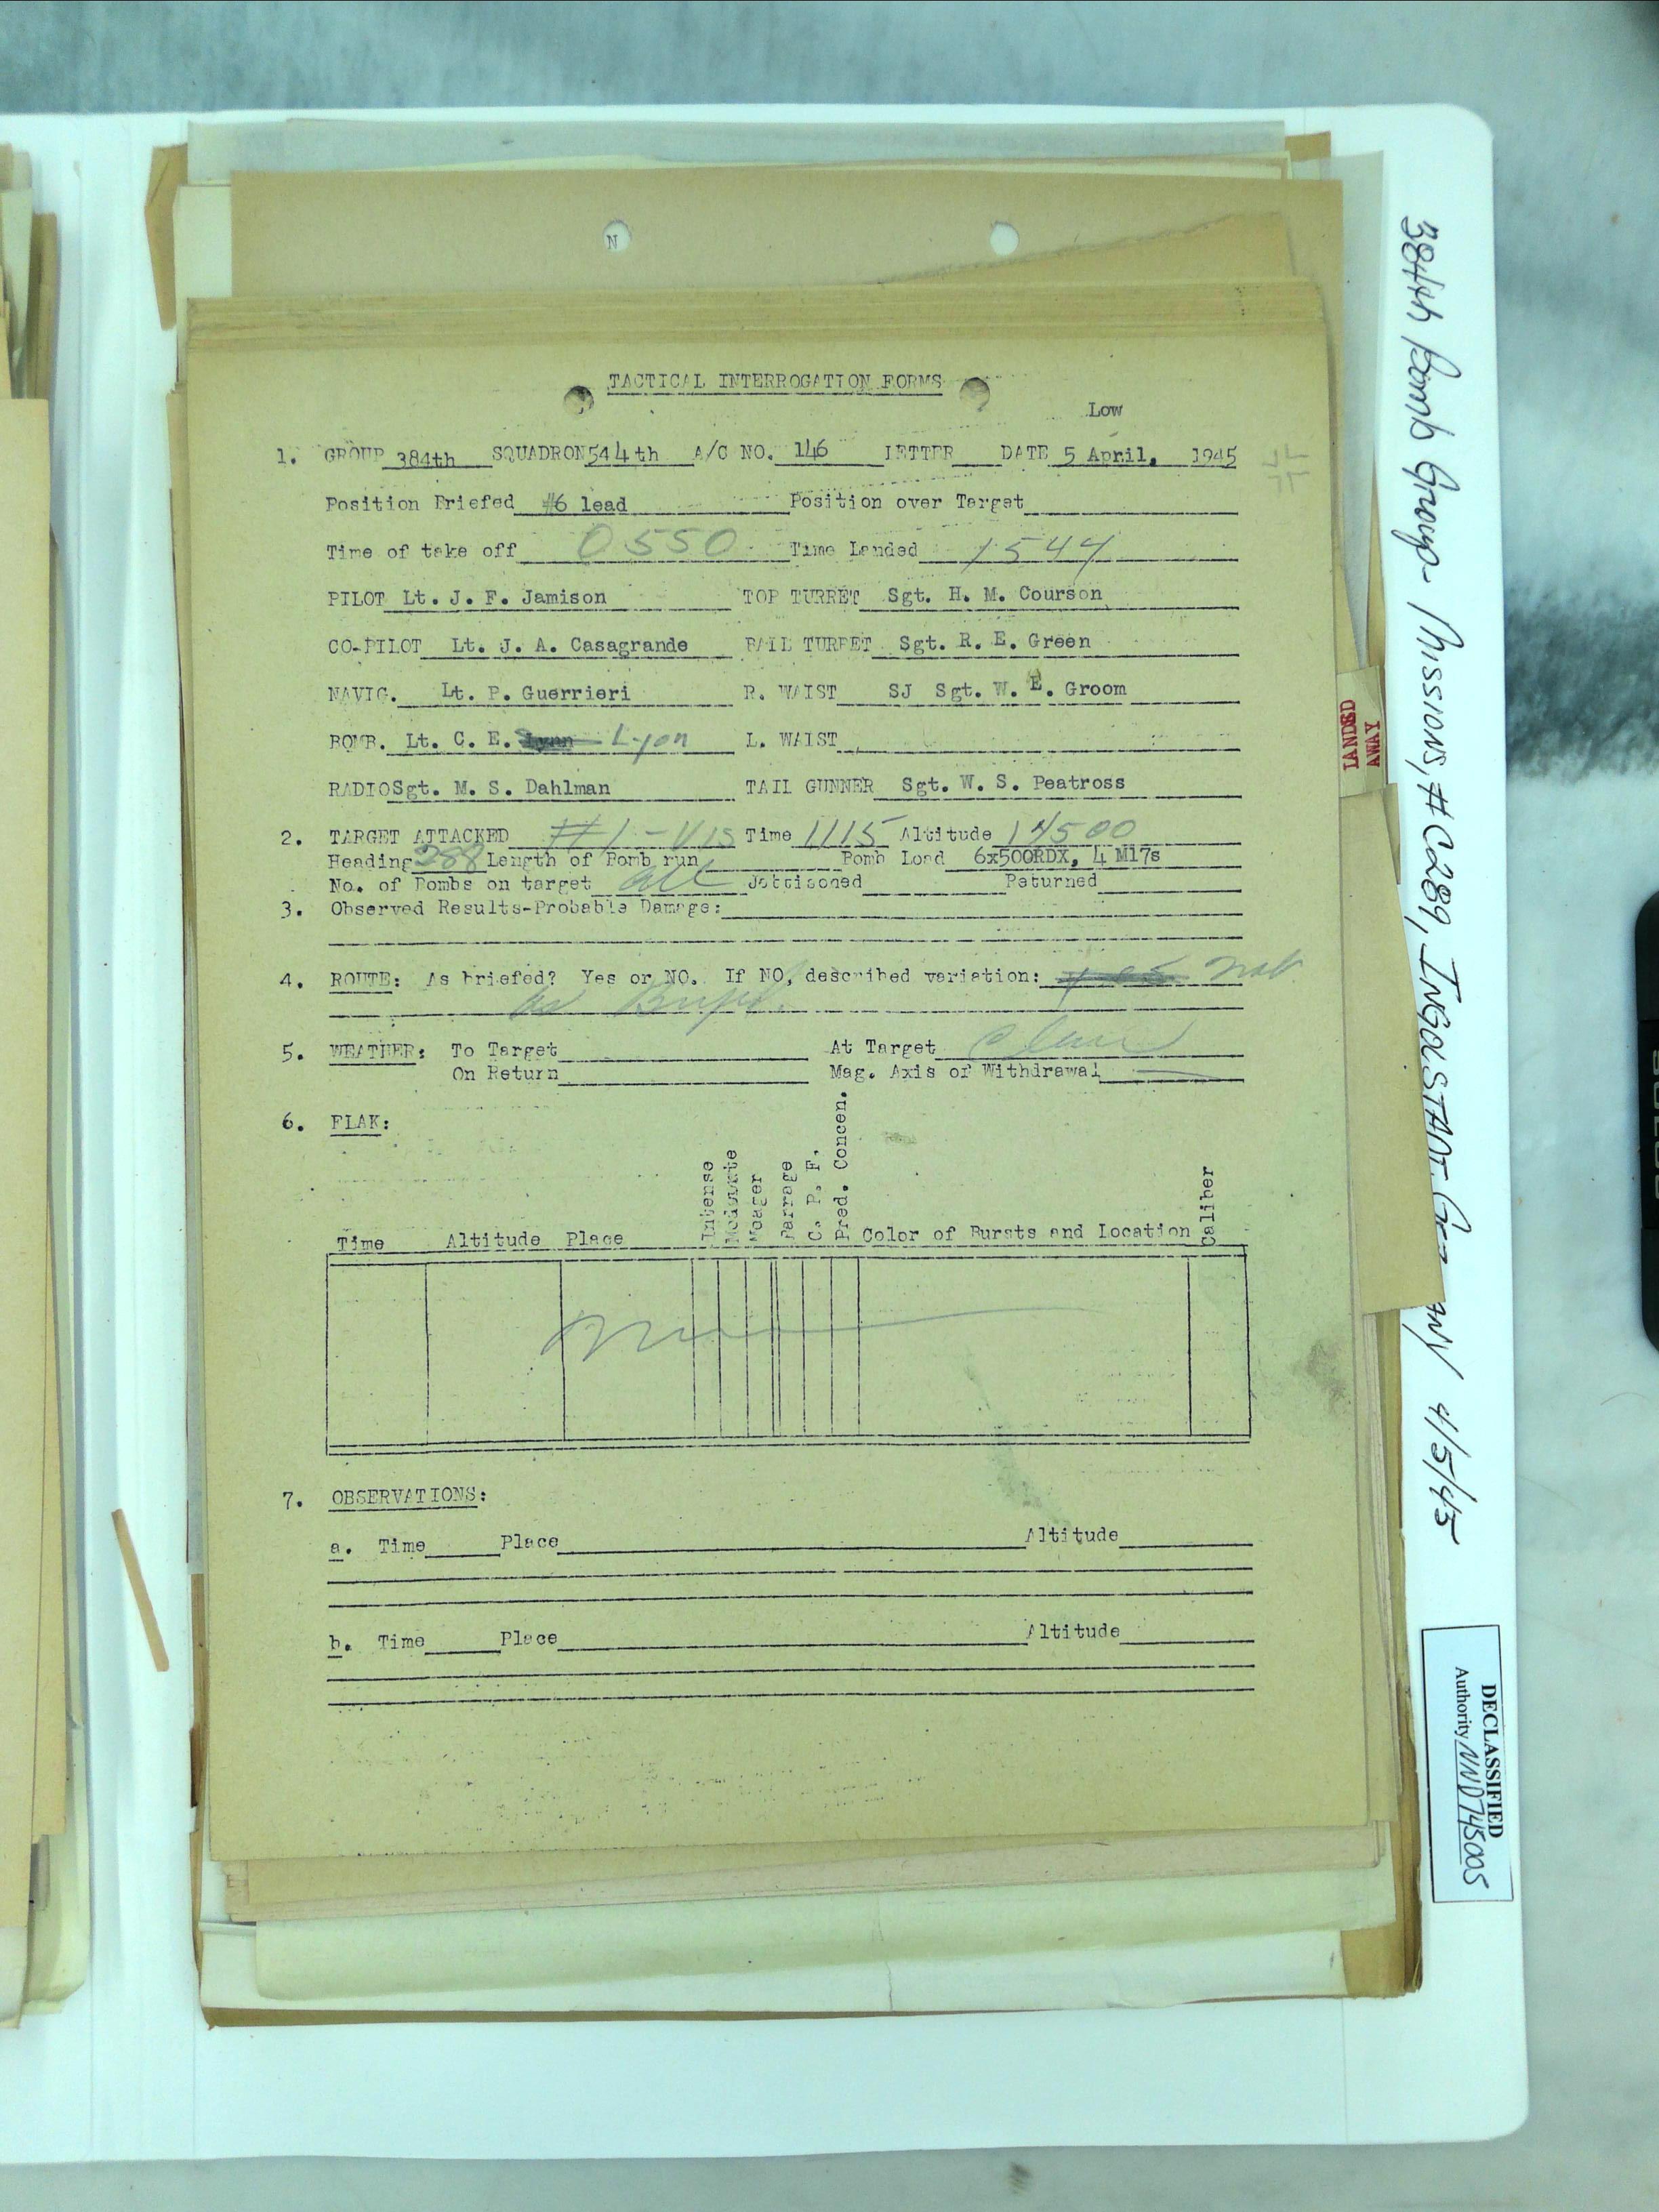 N
TACTICAL INTERROGATION FORMS
Low
1. GROUP 384th SQUADRON 544th A/C NO. 146 LETTER DATE 5 April, 1945
Position Briefed #6 lead Position over Target
Time of take off 0550 Time Landed 1544
PILOT Lt. J. F. Jamison TOP TURRET Sgt. H. M. Courson
CO-PILOT Lt. J. A. Casagrande BALL TURRET Sgt. R. E. Green
NAVIG. Lt. P. Guerrieri R. WAIST SJ Sgt. W. E. Groom
BOMB. Lt. C. E. Lyon L. WAIST
RADIO Sgt. M. S. Dahlman TAIL GUNNER Sgt. W. S. Peatross
2. TARGET ATTACKED #1 - Vis Time 1115 Altitude 14500
Heading 288 Length of Bomb run Bomb Load 6x500RDX, 4 M17s
No. of Bombs on target all Jettisoned Returned
3. Observed Results-Probable Damage:
4. ROUTE: As briefed? Yes or NO. If NO, described variation: yes not
as
5. WEATHER: To Target At Target Clear
On Return Mag. Axis of Withdrawal
6. FLAK:
Time Altitude Place Intense Moderate Meager Barrage C. P. F. Pred. Concen. Color of Bursts and Location Caliber
7. OBSERVATIONS:
a. Time Place Altitude
b. Time Place Altitude
LANDED
AWAY
384th Bomb Group - Missions, # C289, INGOLSTADT, 4/5/45
DECLASSIFIED
Authority NND745005